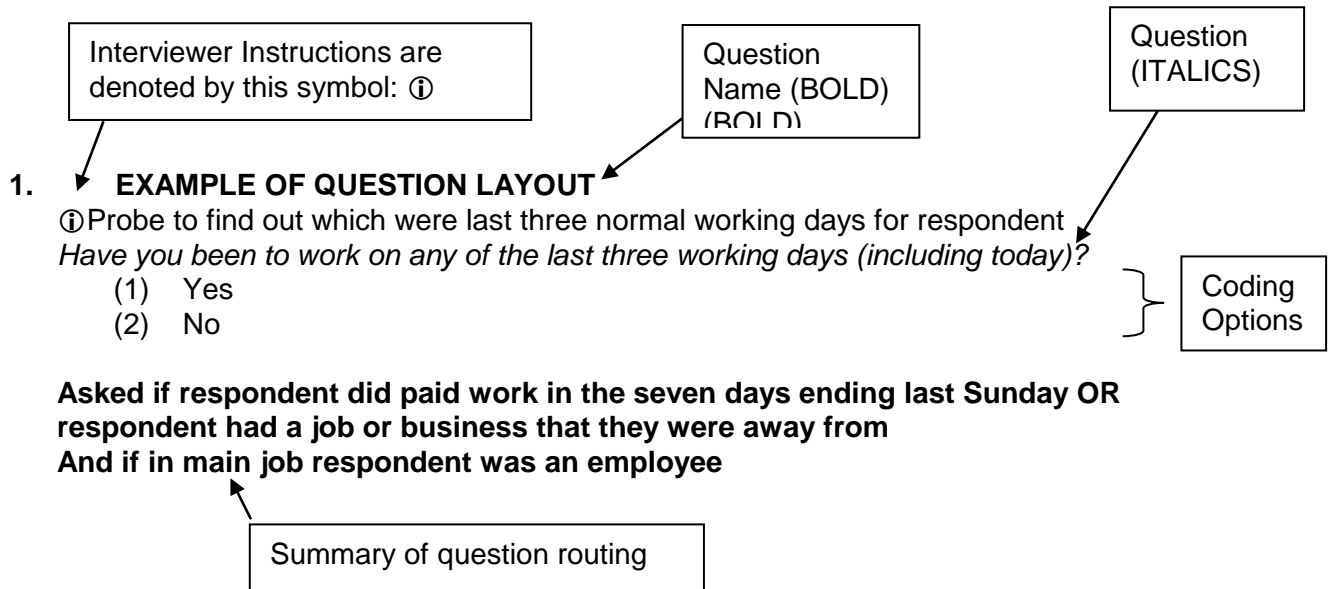 Interviewer Instructions are
denoted by this symbol: ⓘ
Question
Name (BOLD)
(BOLD)
Question
(ITALICS)
1. EXAMPLE OF QUESTION LAYOUT
ⓘProbe to find out which were last three normal working days for respondent
Have you been to work on any of the last three working days (including today)?
(1) Yes
(2) No
Coding
Options
Asked if respondent did paid work in the seven days ending last Sunday OR
respondent had a job or business that they were away from
And if in main job respondent was an employee
Summary of question routing